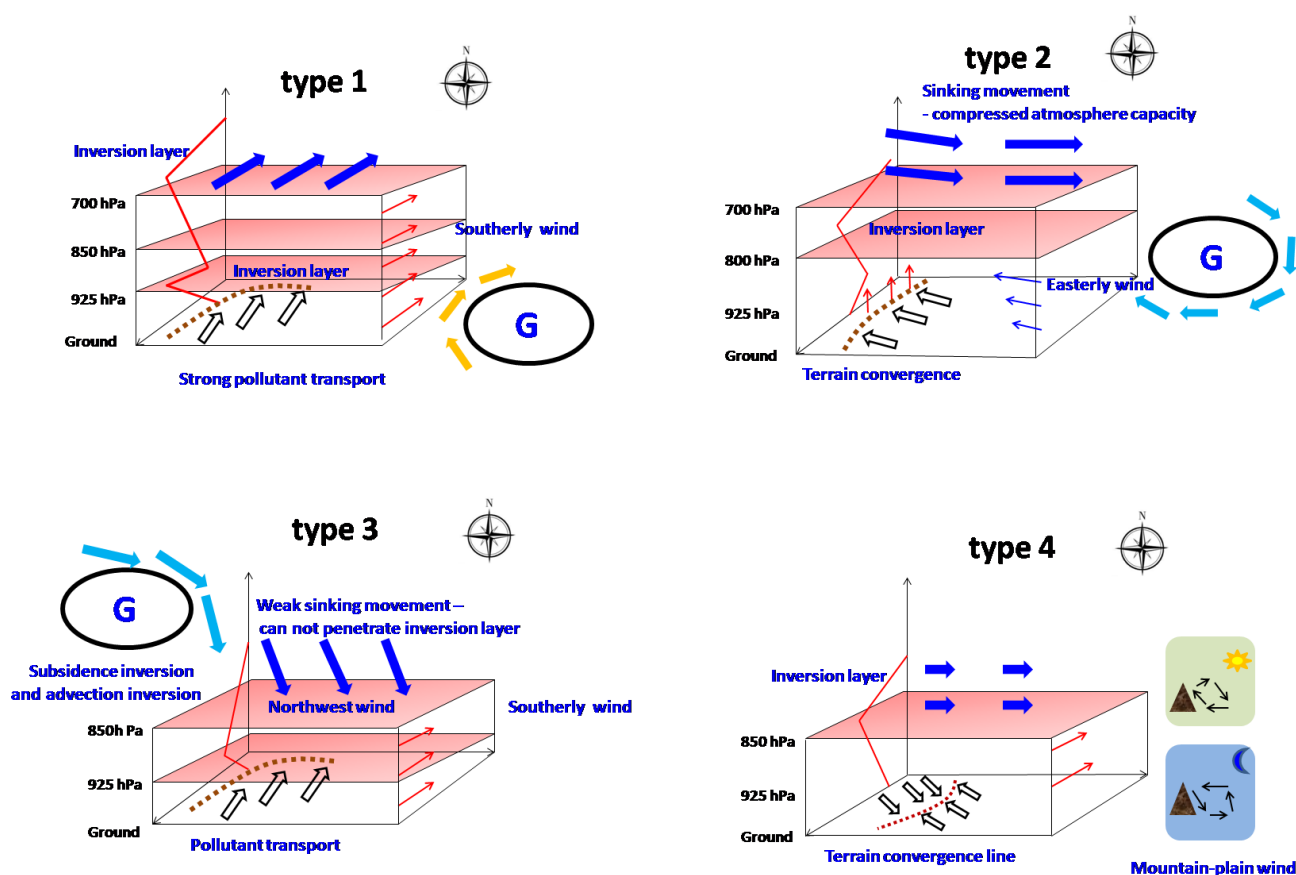 type 1
N
Inversion layer
700 hPa
850 hPa
Southerly wind
Inversion layer
925 hPa
G
Ground
Strong pollutant transport
type 2
N
Sinking movement
- compressed atmosphere capacity
700 hPa
Inversion layer
800 hPa
G
Easterly wind
925 hPa
Ground
Terrain convergence
type 3
N
G
Weak sinking movement –
can not penetrate inversion layer
Subsidence inversion
and advection inversion
Northwest wind
Southerly wind
850h Pa
925 hPa
Ground
Pollutant transport
type 4
N
Inversion layer
850 hPa
925 hPa
Ground
Terrain convergence line
Mountain-plain wind